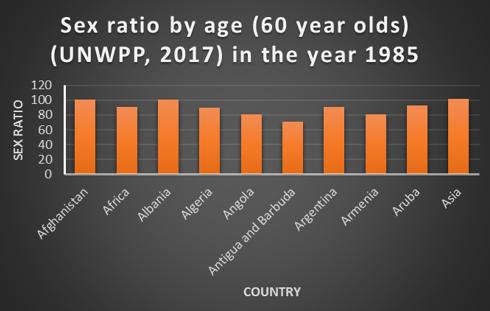 Sex ratio by age (60 year olds)
(UNWPP, 2017) in the year 1985
120
100
80
60
40
20
0
SEX RATIO
Afghanistan
Africa
Albania
Algeria
Angola
Antigua and Barbuda
Argentina
Armenia
Aruba
Asia
COUNTRY